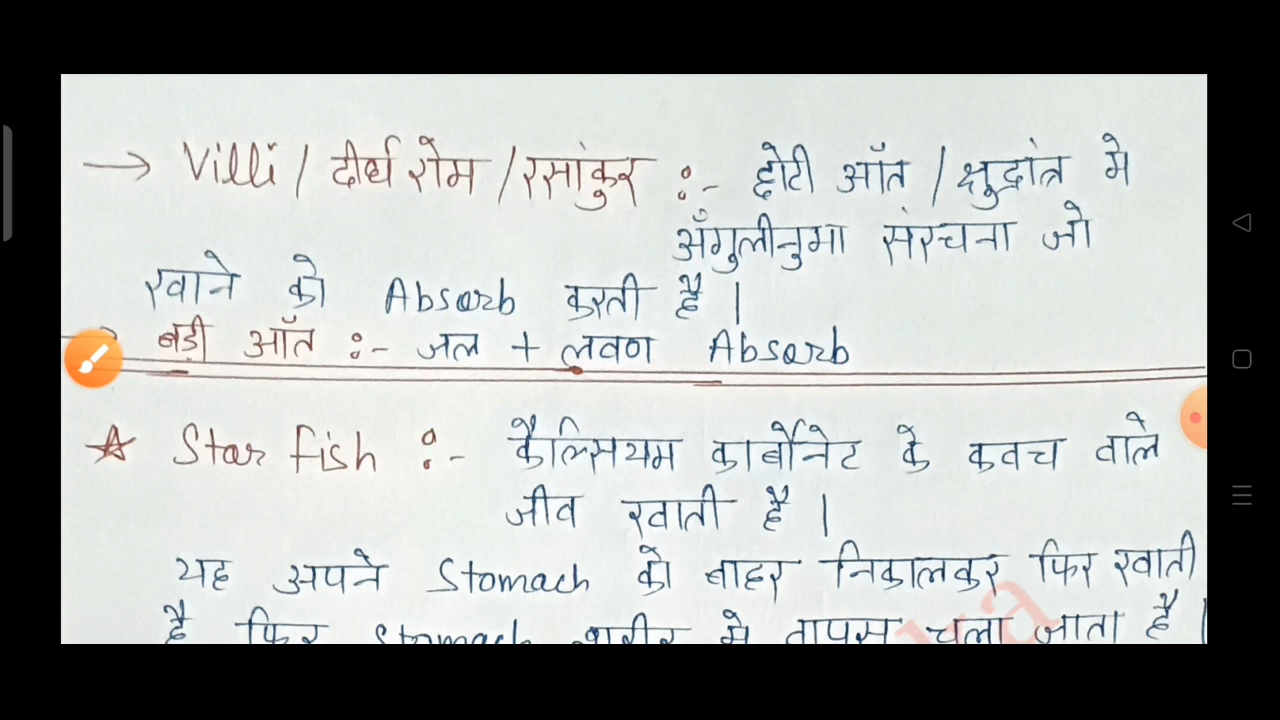 → Villi / दीर्घ रोम / रसांकुर :- छोटी आँत / क्षुद्रांत्र मे
अँगुलीनुमा संरचना जो
खाने को Absorb करती है |
→ बड़ी आँत :- जल + लवण Absorb
☆ Star fish :- कैल्सियम कार्बोनेट के कवच वाले
जीव खाती है |
यह अपने Stomach को बाहर निकालकर फिर खाती
है फिर stomach शरीर मे वापस चला जाता है |